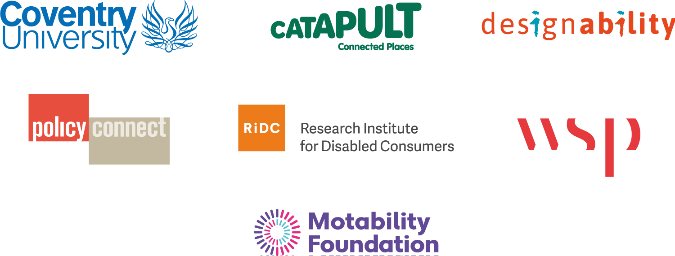 Coventry
University
CATAPULT
Connected Places
designability
policy connect
RiDC
Research Institute
for Disabled Consumers
wsp
Motability
Foundation